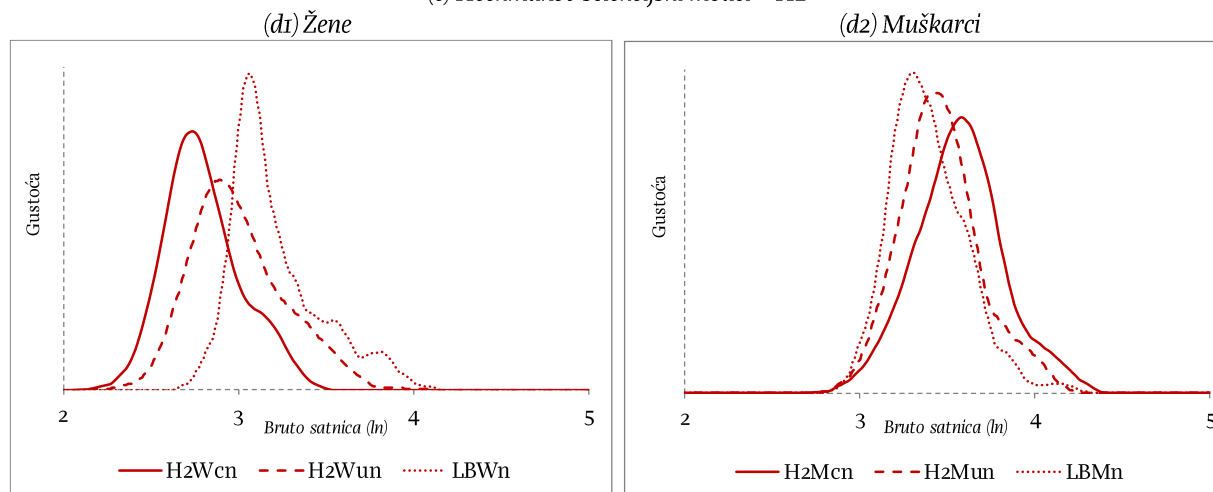 (d1) Žene
(d2) Muškarci
Gustoća
2
3
4
5
Bruto satnica (ln)
H2Wcn
H2Wun
LBWn
Gustoća
2
3
4
5
Bruto satnica (ln)
H2Mcn
H2Mun
LBMn